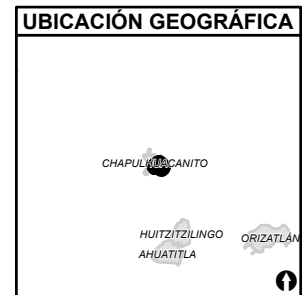 UBICACIÓN GEOGRÁFICA
CHAPULHUACANITO
HUITZITZILINGO
ORIZATLÁN
AHUATITLA